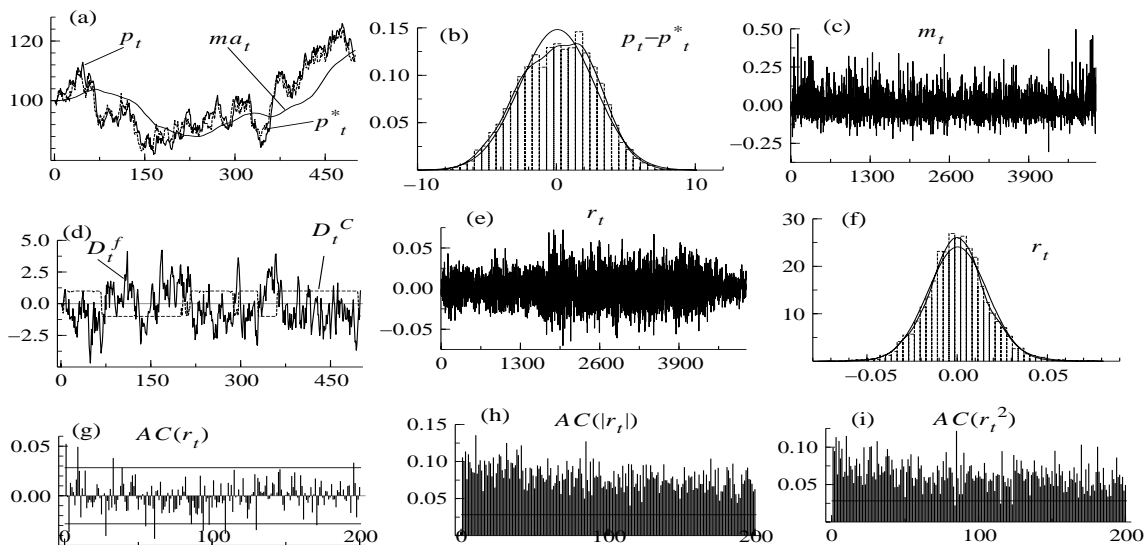 (a)
p_t
ma_t
p*_t
120
100
0
150
300
450
(b)
p_t–p*_t
0.15
0.10
0.05
−10
0
10
(c)
m_t
0.50
0.25
0.00
−0.25
0
1300
2600
3900
(d)
D_t^f
D_t^C
5.0
2.5
0.0
−2.5
0
150
300
450
(e)
r_t
0.05
0.00
−0.05
0
1300
2600
3900
(f)
r_t
30
20
10
−0.05
0.00
0.05
(g)
AC(r_t)
0.05
0.00
0
100
200
(h)
AC(|r_t|)
0.15
0.10
0.05
0
100
200
(i)
AC(r_t^2)
0.10
0.05
0
100
200